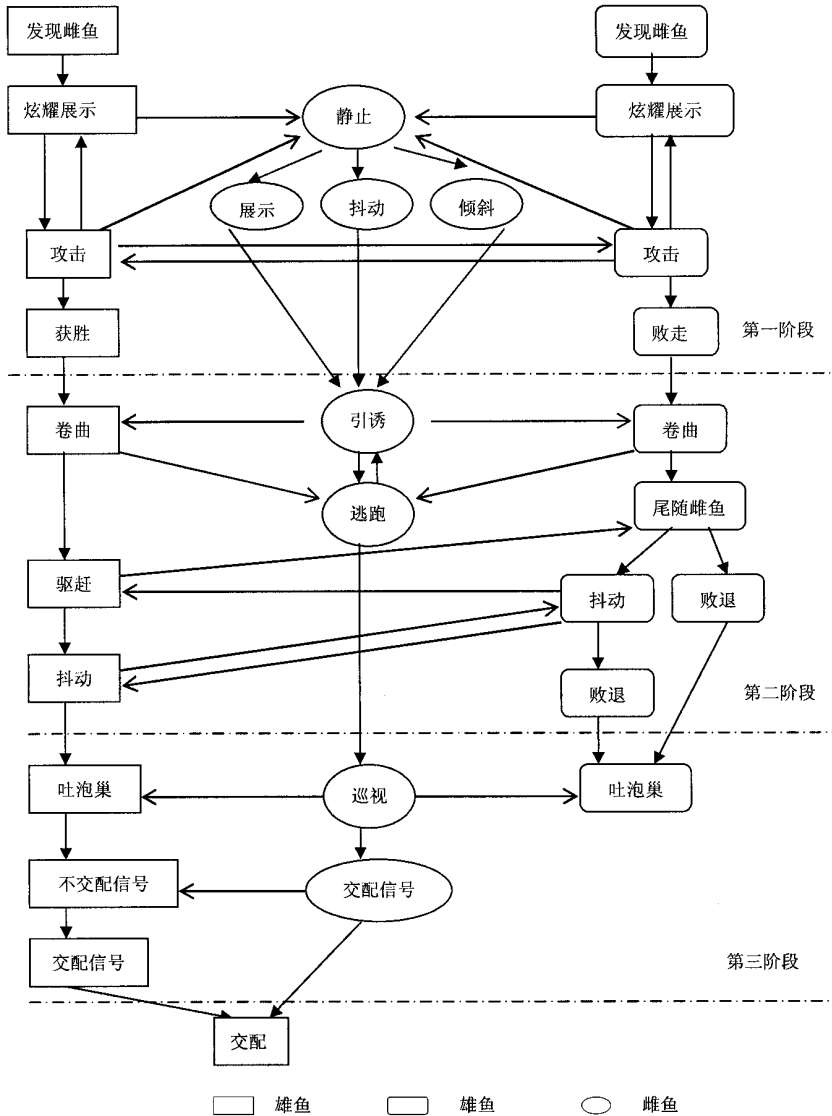 发现雌鱼
发现雌鱼
炫耀展示
静止
炫耀展示
展示
抖动
倾斜
攻击
攻击
获胜
败走
第一阶段
卷曲
引诱
卷曲
逃跑
尾随雌鱼
驱赶
抖动
败退
抖动
败退
第二阶段
吐泡巢
巡视
吐泡巢
不交配信号
交配信号
交配信号
第三阶段
交配
雄鱼
雄鱼
雌鱼